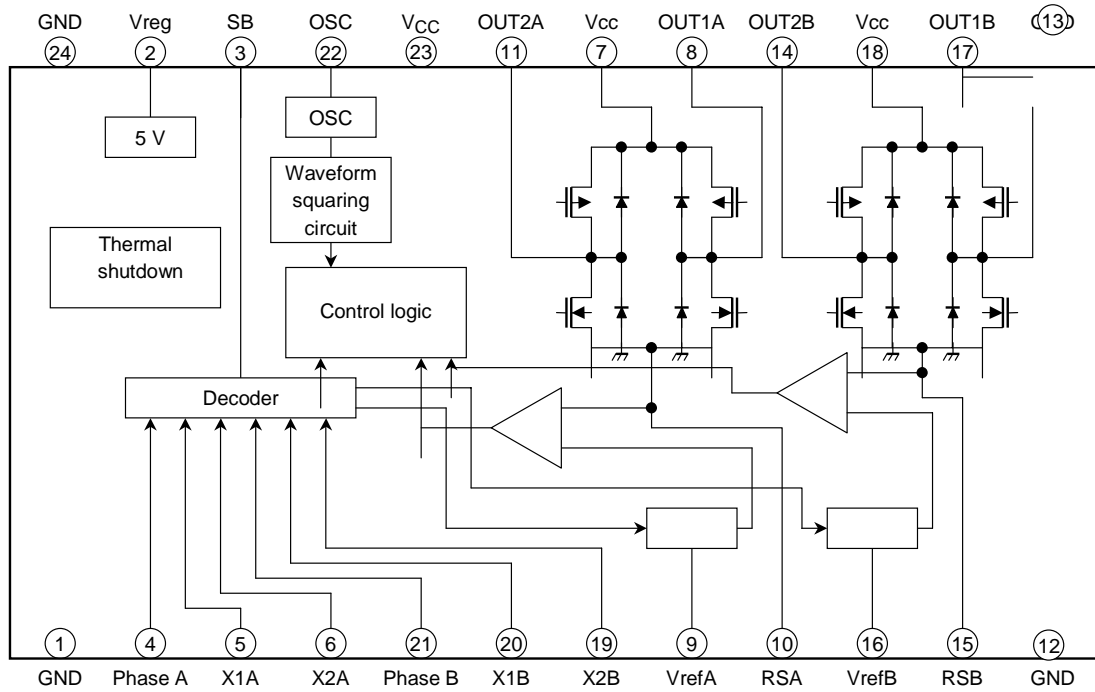 GND Vreg SB OSC VCC OUT2A Vcc OUT1A OUT2B Vcc OUT1B
24 2 3 22 23 11 7 8 14 18 17 13
OSC
5 V
Waveform
squaring
circuit
Thermal
shutdown
Control logic
Decoder
1 4 5 6 21 20 19 9 10 16 15 12
GND Phase A X1A X2A Phase B X1B X2B VrefA RSA VrefB RSB GND